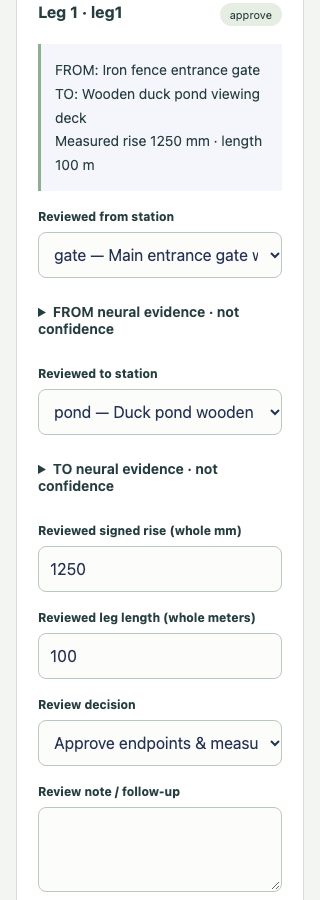 Leg 1 · leg1
approve
FROM: Iron fence entrance gate
TO: Wooden duck pond viewing
deck
Measured rise 1250 mm · length
100 m
Reviewed from station
gate — Main entrance gate
▶ FROM neural evidence · not
confidence
Reviewed to station
pond — Duck pond wooden
▶ TO neural evidence · not
confidence
Reviewed signed rise (whole mm)
1250
Reviewed leg length (whole meters)
100
Review decision
Approve endpoints & measu
Review note / follow-up